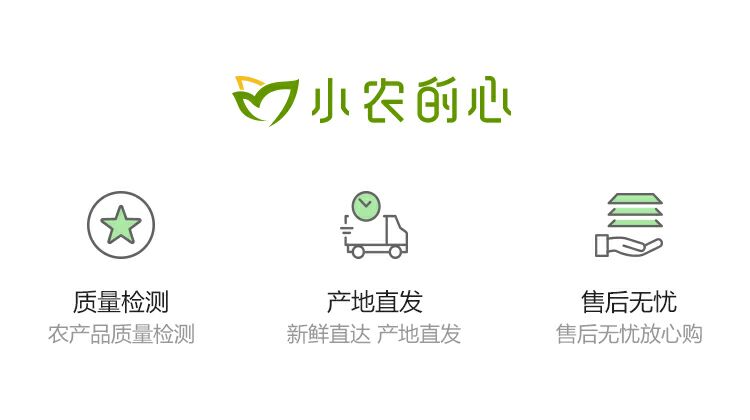 小农的心
质量检测
农产品质量检测
产地直发
新鲜直达 产地直发
售后无忧
售后无忧放心购